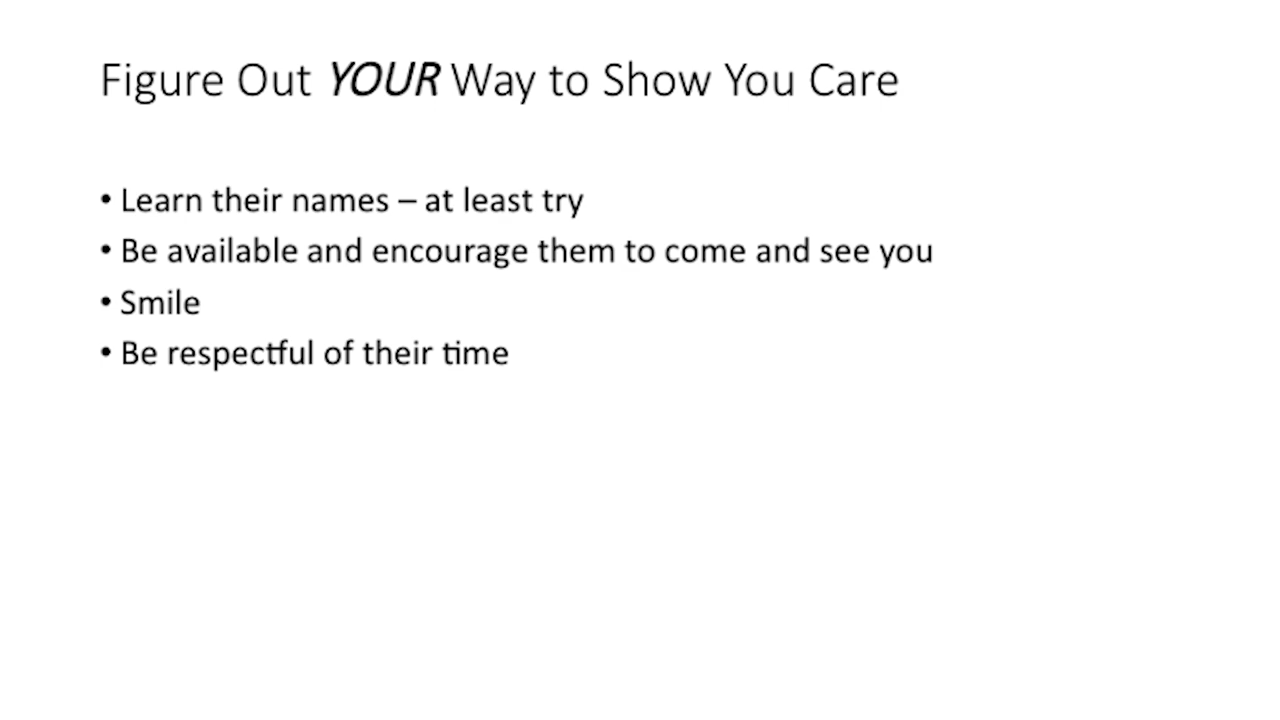 Figure Out YOUR Way to Show You Care
• Learn their names – at least try
• Be available and encourage them to come and see you
• Smile
• Be respectful of their time